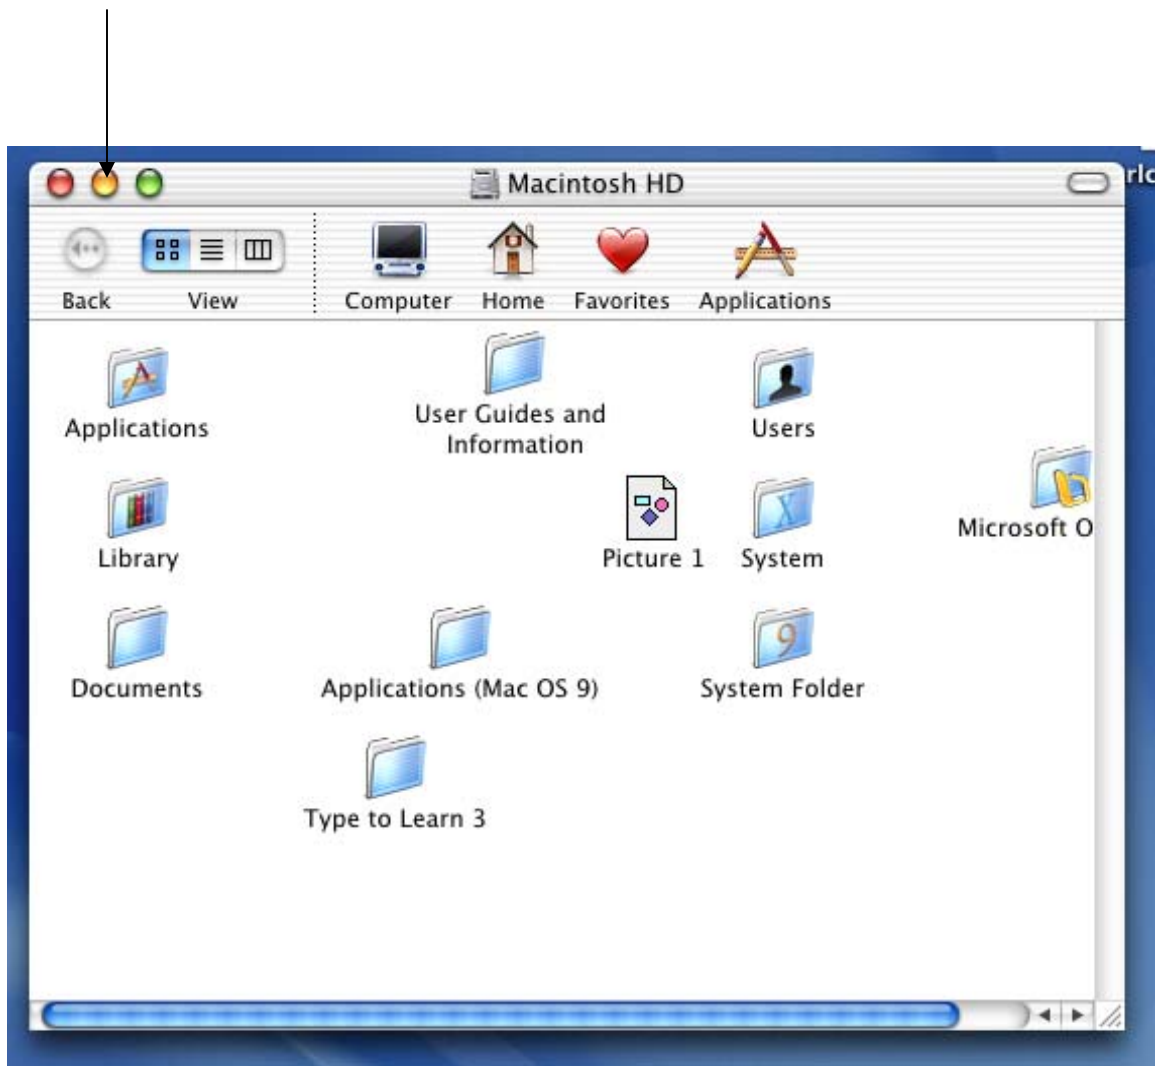 Macintosh HD
Back View Computer Home Favorites Applications
Applications
User Guides and
Information
Users
Library
Picture 1
System
Microsoft O
Documents
Applications (Mac OS 9)
System Folder
Type to Learn 3